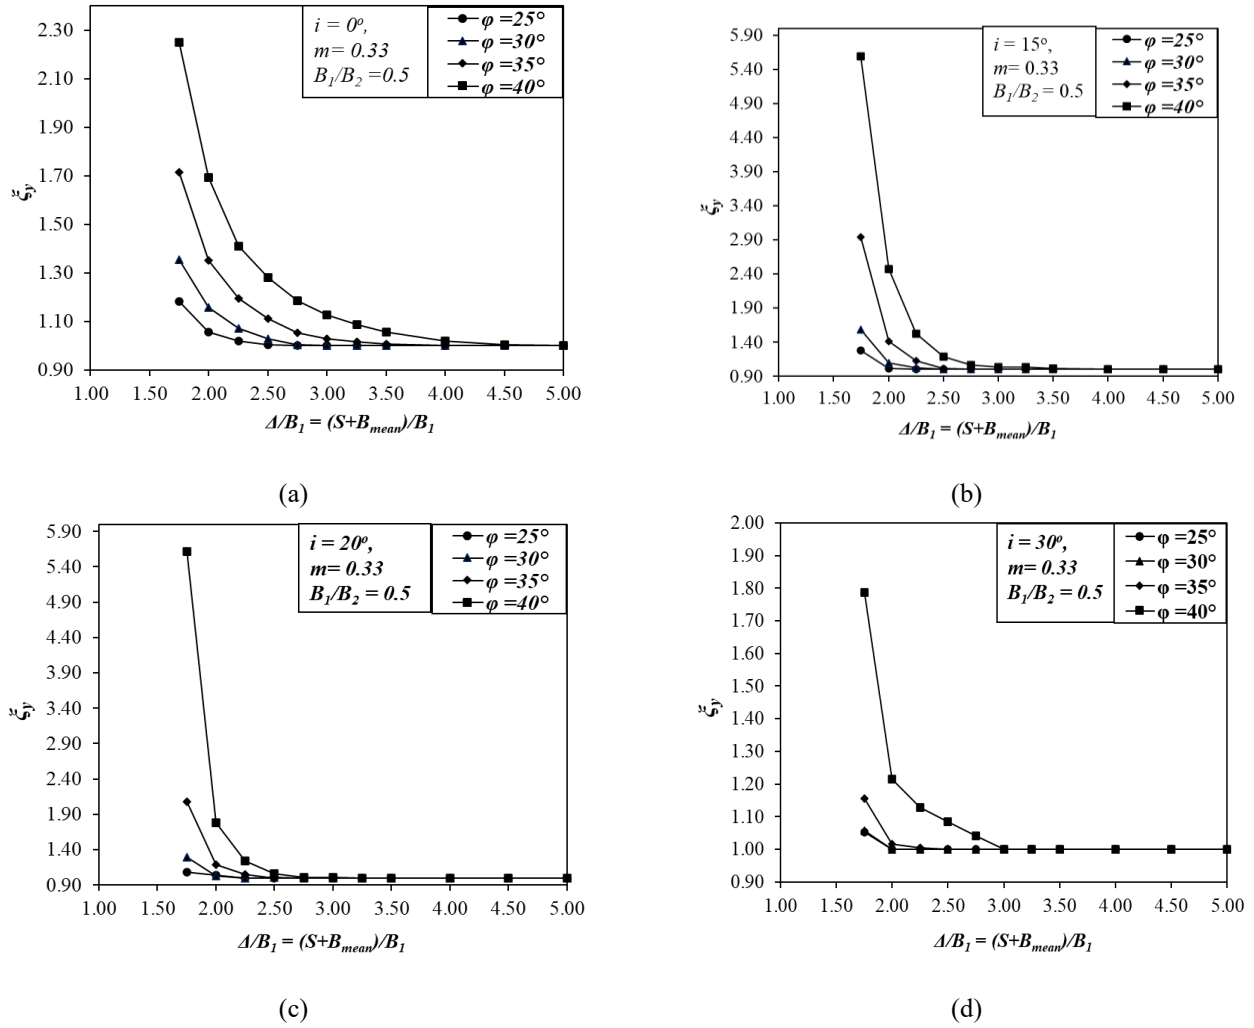 2.30
2.10
1.90
1.70
1.50
1.30
1.10
0.90
ξy
i = 0º,
m= 0.33
B1/B2 =0.5
φ =25°
φ =30°
φ =35°
φ =40°
1.00 1.50 2.00 2.50 3.00 3.50 4.00 4.50 5.00
Δ/B1 = (S+Bmean)/B1
(a)
5.90
5.40
4.90
4.40
3.90
3.40
2.90
2.40
1.90
1.40
0.90
ξy
i = 15º,
m= 0.33
B1/B2 = 0.5
φ =25°
φ =30°
φ =35°
φ =40°
1.00 1.50 2.00 2.50 3.00 3.50 4.00 4.50 5.00
Δ/B1 = (S+Bmean)/B1
(b)
5.90
5.40
4.90
4.40
3.90
3.40
2.90
2.40
1.90
1.40
0.90
ξy
i = 20º,
m= 0.33
B1/B2 = 0.5
φ =25°
φ =30°
φ =35°
φ =40°
1.00 1.50 2.00 2.50 3.00 3.50 4.00 4.50 5.00
Δ/B1 = (S+Bmean)/B1
(c)
2.00
1.90
1.80
1.70
1.60
1.50
1.40
1.30
1.20
1.10
1.00
0.90
ξy
i = 30º,
m= 0.33
B1/B2 = 0.5
φ =25°
φ =30°
φ =35°
φ =40°
1.00 1.50 2.00 2.50 3.00 3.50 4.00 4.50 5.00
Δ/B1 = (S+Bmean)/B1
(d)